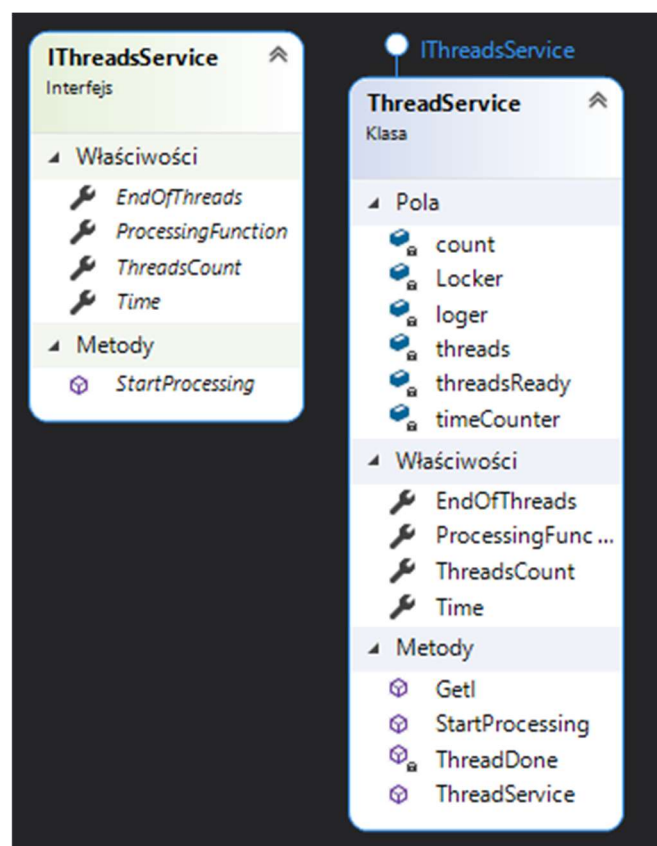 IThreadsService
Interfejs
Właściwości
EndOfThreads
ProcessingFunction
ThreadsCount
Time
Metody
StartProcessing
IThreadsService
ThreadService
Klasa
Pola
count
Locker
loger
threads
threadsReady
timeCounter
Właściwości
EndOfThreads
ProcessingFunc ...
ThreadsCount
Time
Metody
GetI
StartProcessing
ThreadDone
ThreadService